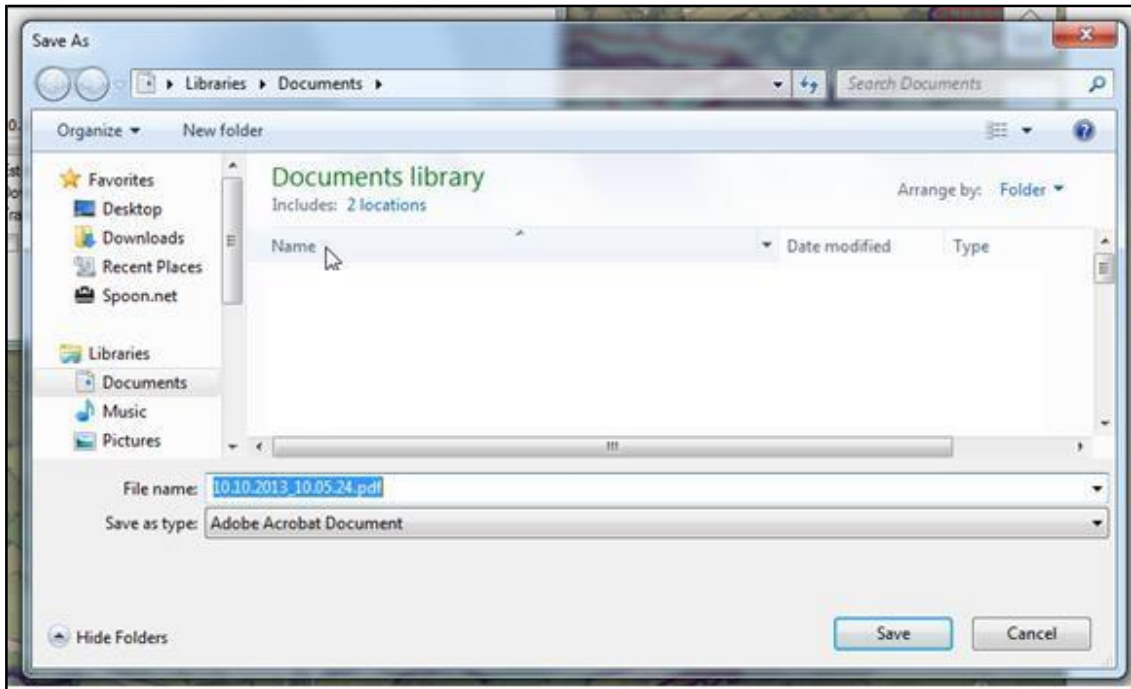 Save As
Libraries Documents
Search Documents
Organize New folder
Documents library
Includes: 2 locations
Arrange by: Folder
Name Date modified Type
Favorites
Desktop
Downloads
Recent Places
Spoon.net
Libraries
Documents
Music
Pictures
File name: 10.10.2013_10.05.24.pdf
Save as type: Adobe Acrobat Document
Hide Folders
Save Cancel